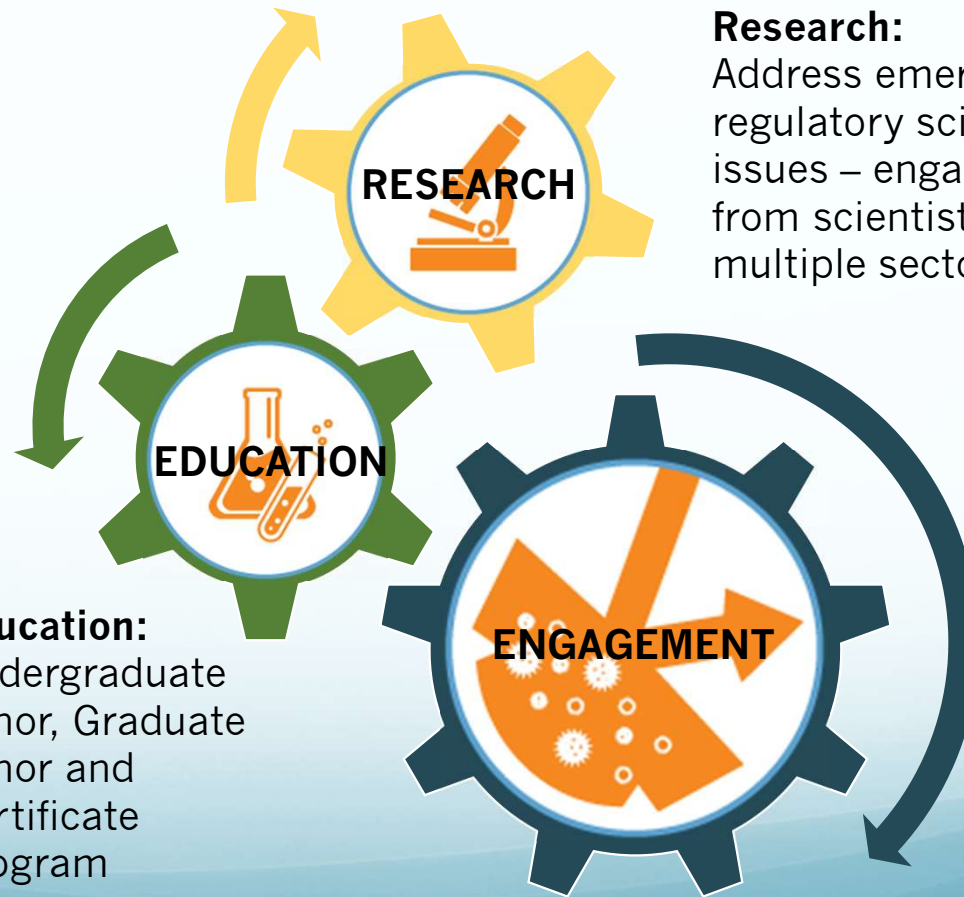 Research:
Address emer
regulatory sci
issues – enga
from scientist
multiple secto
RESEARCH
EDUCATION
ENGAGEMENT
ucation:
dergraduate
nor, Graduate
nor and
rtificate
ogram